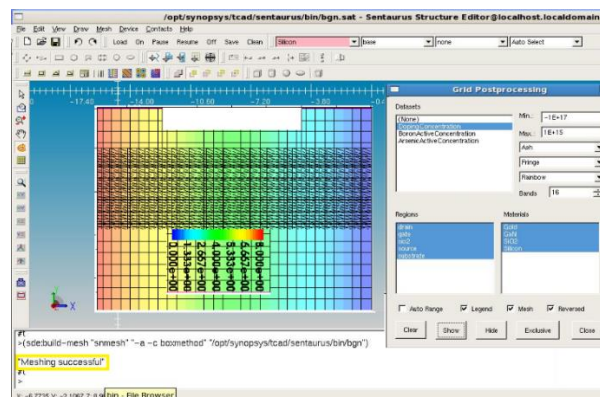 /opt/synopsys/tcad/sentaurus/bin/bgn.sat - Sentaurus Structure Editor@localhost.localdomain
File Edit View Draw Mesh Device Contacts Help
Load On Pause Resume Off Save Clean Silicon base none Auto Select
-17.40 -14.00 -10.60 -7.20 -3.80 -0.4
0.000e+00
1.333e+00
2.667e+00
4.000e+00
5.333e+00
6.667e+00
8.000e+00
X
Grid Postprocessing
Datasets
(None)
DopingConcentration
BoronActiveConcentration
ArsenicActiveConcentration
Min.: -1E+17
Max.: 1E+15
Asinh
Fringe
Rainbow
Bands 16
Regions
drain
gate
sio2
source
substrate
Materials
Gold
GaN
SiO2
Silicon
Auto Range Legend Mesh Reversed
Clear Show Hide Exclusive Close
#t
>(sde:build-mesh "snmesh" "-a -c boxmethod" "/opt/synopsys/tcad/sentaurus/bin/bgn")
"Meshing successful"
#t
>
bin - File Browser